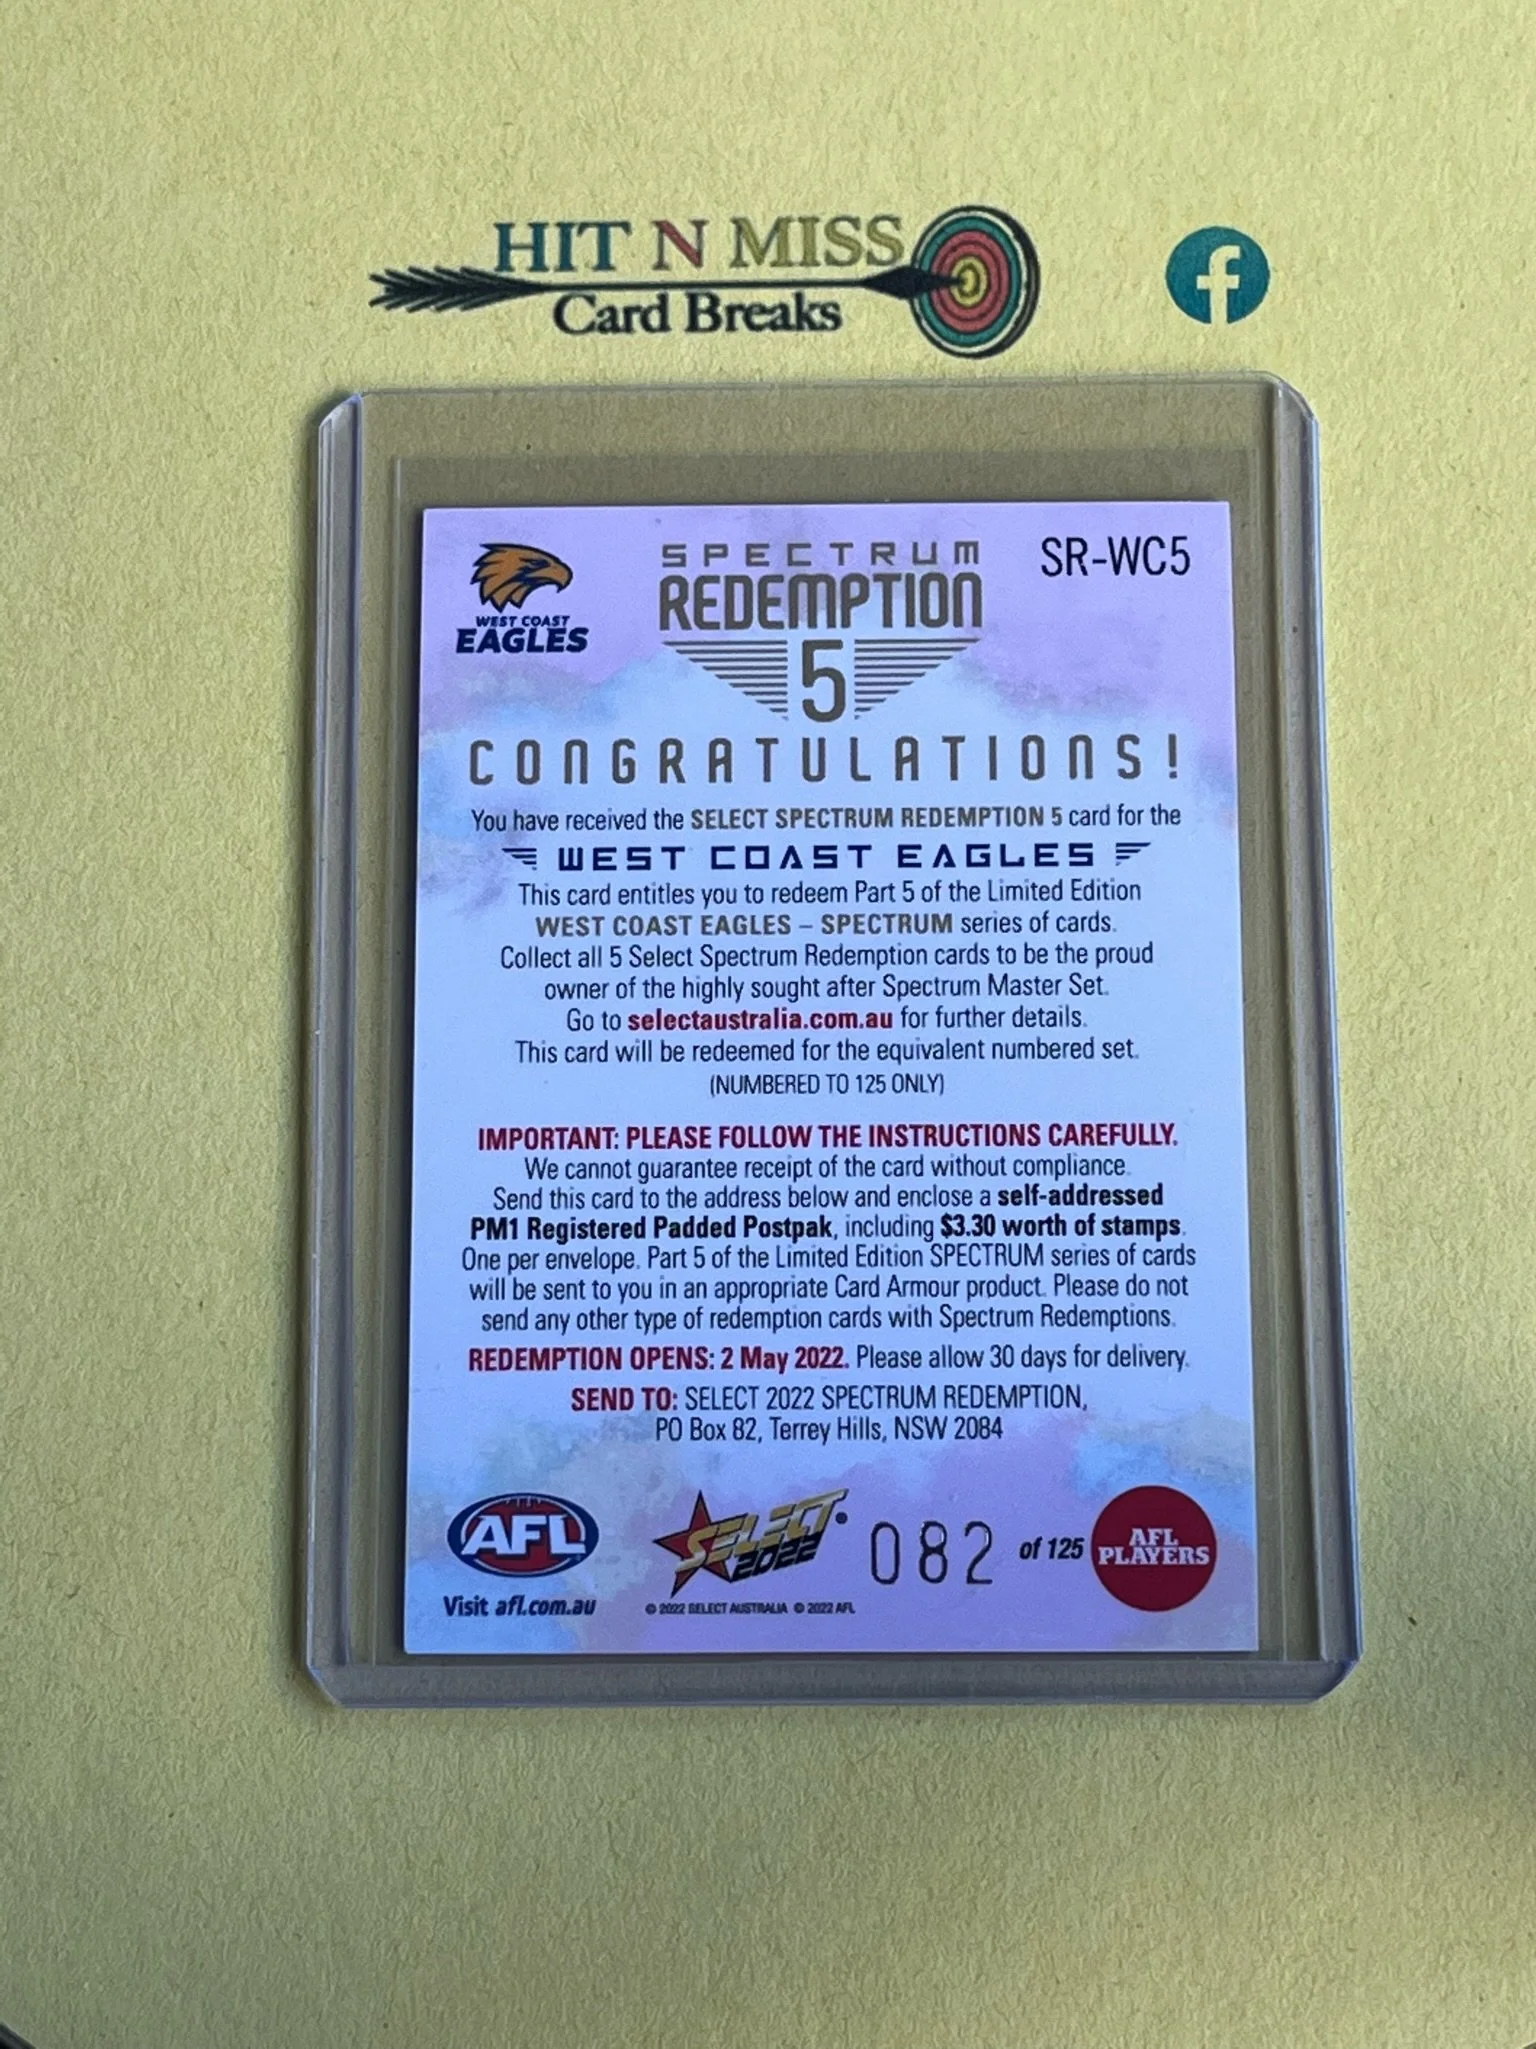 HIT N MISS
Card Breaks
f
WEST COAST
EAGLES
SPECTRUM
REDEMPTION
5
SR-WC5
CONGRATULATIONS!
You have received the SELECT SPECTRUM REDEMPTION 5 card for the
WEST COAST EAGLES
This card entitles you to redeem Part 5 of the Limited Edition
WEST COAST EAGLES – SPECTRUM series of cards.
Collect all 5 Select Spectrum Redemption cards to be the proud
owner of the highly sought after Spectrum Master Set.
Go to selectaustralia.com.au for further details.
This card will be redeemed for the equivalent numbered set.
(NUMBERED TO 125 ONLY)
IMPORTANT: PLEASE FOLLOW THE INSTRUCTIONS CAREFULLY.
We cannot guarantee receipt of the card without compliance.
Send this card to the address below and enclose a self-addressed
PM1 Registered Padded Postpak, including $3.30 worth of stamps.
One per envelope. Part 5 of the Limited Edition SPECTRUM series of cards
will be sent to you in an appropriate Card Armour product. Please do not
send any other type of redemption cards with Spectrum Redemptions.
REDEMPTION OPENS: 2 May 2022. Please allow 30 days for delivery.
SEND TO: SELECT 2022 SPECTRUM REDEMPTION,
PO Box 82, Terrey Hills, NSW 2084
AFL
Visit afl.com.au
SELECT
2022
© 2022 SELECT AUSTRALIA © 2022 AFL
082 of 125
AFL
PLAYERS